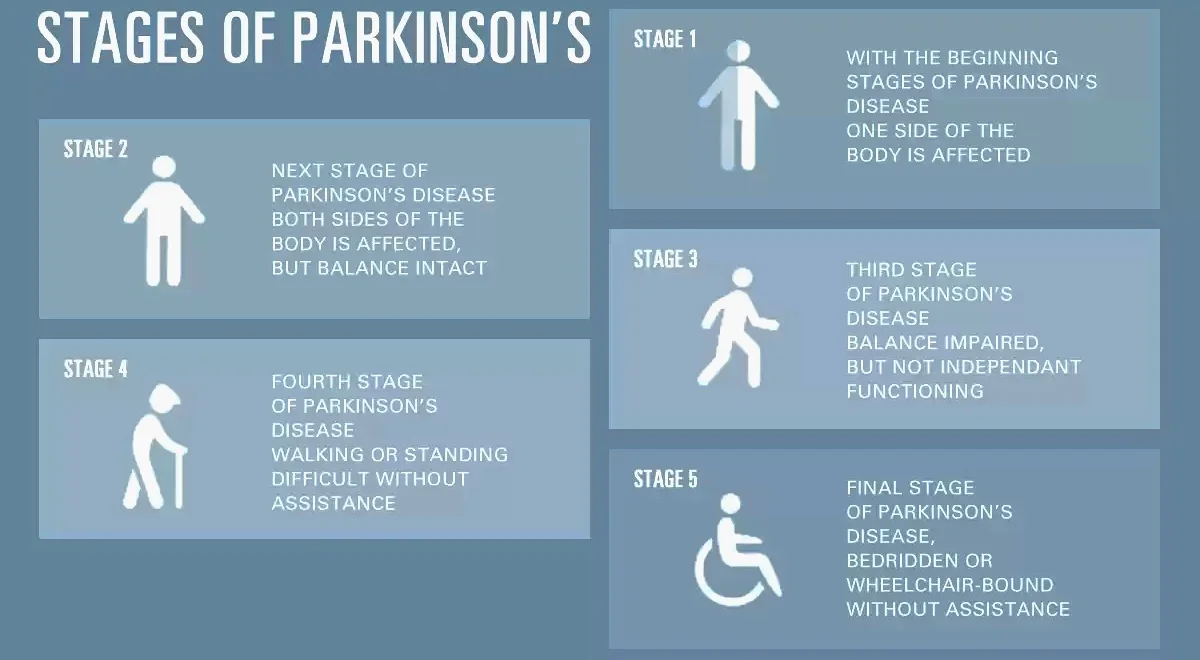 STAGES OF PARKINSON'S
STAGE 1
WITH THE BEGINNING
STAGES OF PARKINSON'S
DISEASE
ONE SIDE OF THE
BODY IS AFFECTED
STAGE 2
NEXT STAGE OF
PARKINSON'S DISEASE
BOTH SIDES OF THE
BODY IS AFFECTED,
BUT BALANCE INTACT
STAGE 3
THIRD STAGE
OF PARKINSON'S
DISEASE
BALANCE IMPAIRED,
BUT NOT INDEPENDANT
FUNCTIONING
STAGE 4
FOURTH STAGE
OF PARKINSON'S
DISEASE
WALKING OR STANDING
DIFFICULT WITHOUT
ASSISTANCE
STAGE 5
FINAL STAGE
OF PARKINSON'S
DISEASE,
BEDRIDDEN OR
WHEELCHAIR-BOUND
WITHOUT ASSISTANCE